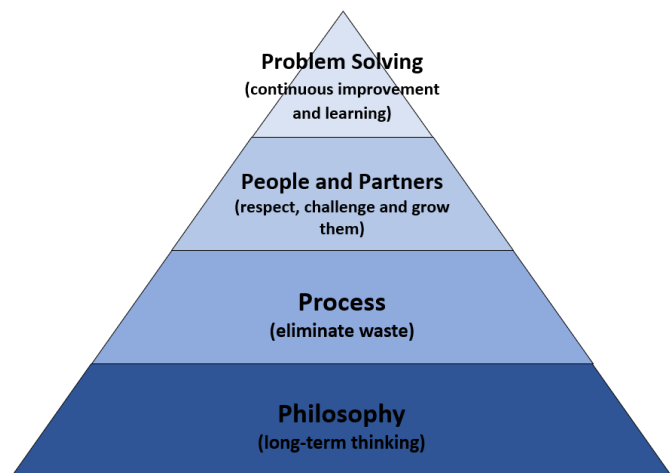 Problem Solving
(continuous improvement
and learning)
People and Partners
(respect, challenge and grow
them)
Process
(eliminate waste)
Philosophy
(long-term thinking)